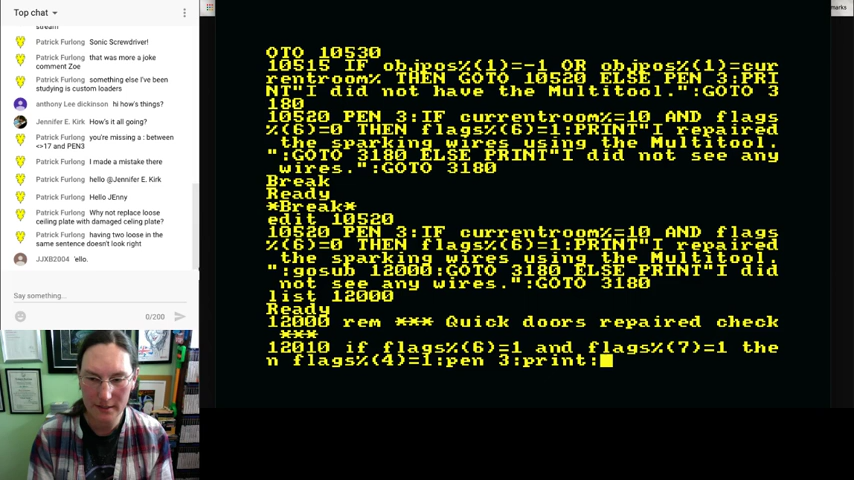 Top chat
stream
Patrick Furlong Sonic Screwdriver!
Patrick Furlong that was more a joke
comment Zoe
Patrick Furlong something else I've been
studying is custom loaders
anthony Lee dickinson hi how's things?
Jennifer E. Kirk How's it all going?
Patrick Furlong you're missing a : between
<>17 and PEN3
Patrick Furlong I made a mistake there
Patrick Furlong hello @Jennifer E. Kirk
Patrick Furlong Hello JEnny
Patrick Furlong Why not replace loose
ceiling plate with damaged celing plate?
Patrick Furlong having two loose in the
same sentence doesn't look right
JJXB2004 'ello.
Say something...
0/200
marks
OTO 10530
10515 IF objpos%(1)=-1 OR objpos%(1)=cur
rentroom% THEN GOTO 10520 ELSE PEN 3:PRI
NT"I did not have the Multitool.":GOTO 3
180
10520 PEN 3:IF currentroom%=10 AND flags
%(6)=0 THEN flags%(6)=1:PRINT"I repaired
the sparking wires using the Multitool.
":GOTO 3180 ELSE PRINT"I did not see any
wires.":GOTO 3180
Break
Ready
*Break*
edit 10520
10520 PEN 3:IF currentroom%=10 AND flags
%(6)=0 THEN flags%(6)=1:PRINT"I repaired
the sparking wires using the Multitool.
":gosub 12000:GOTO 3180 ELSE PRINT"I did
not see any wires.":GOTO 3180
list 12000
Ready
12000 rem *** Quick doors repaired check
***
12010 if flags%(6)=1 and flags%(7)=1 the
n flags%(4)=1:pen 3:print: